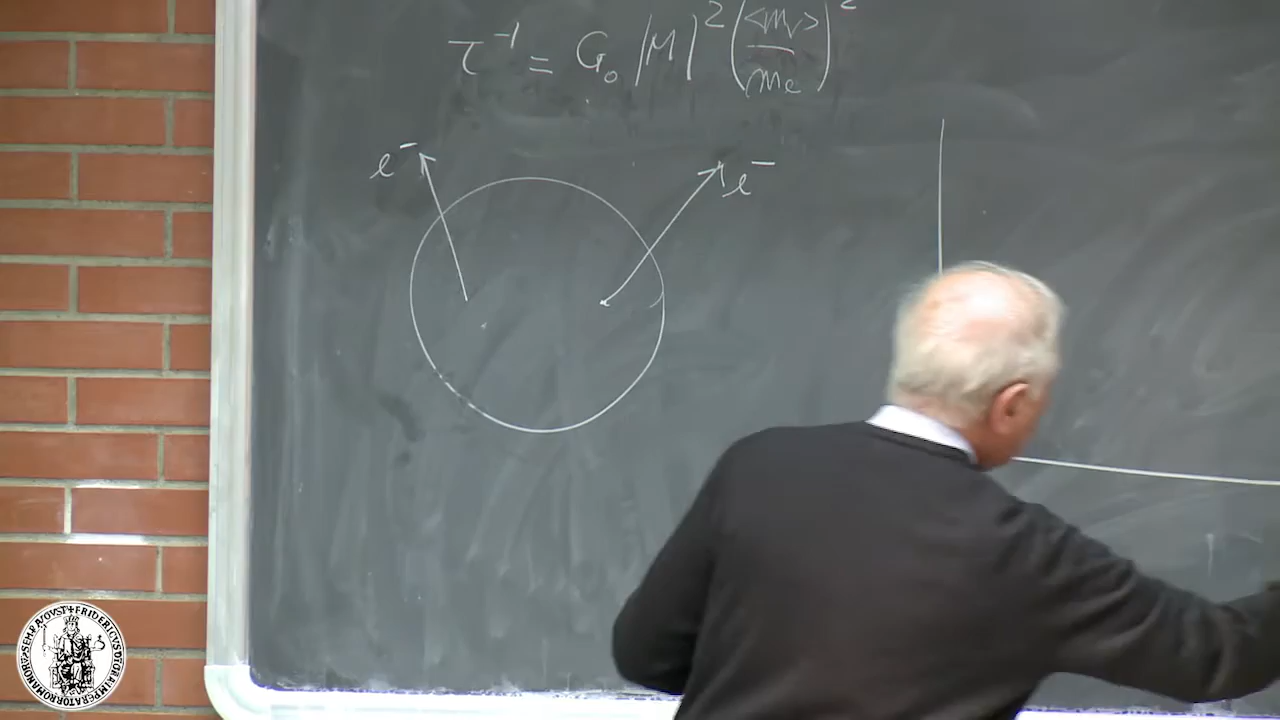 τ⁻¹ = G₀ |M|² (<mν>/me)²
e⁻
e⁻